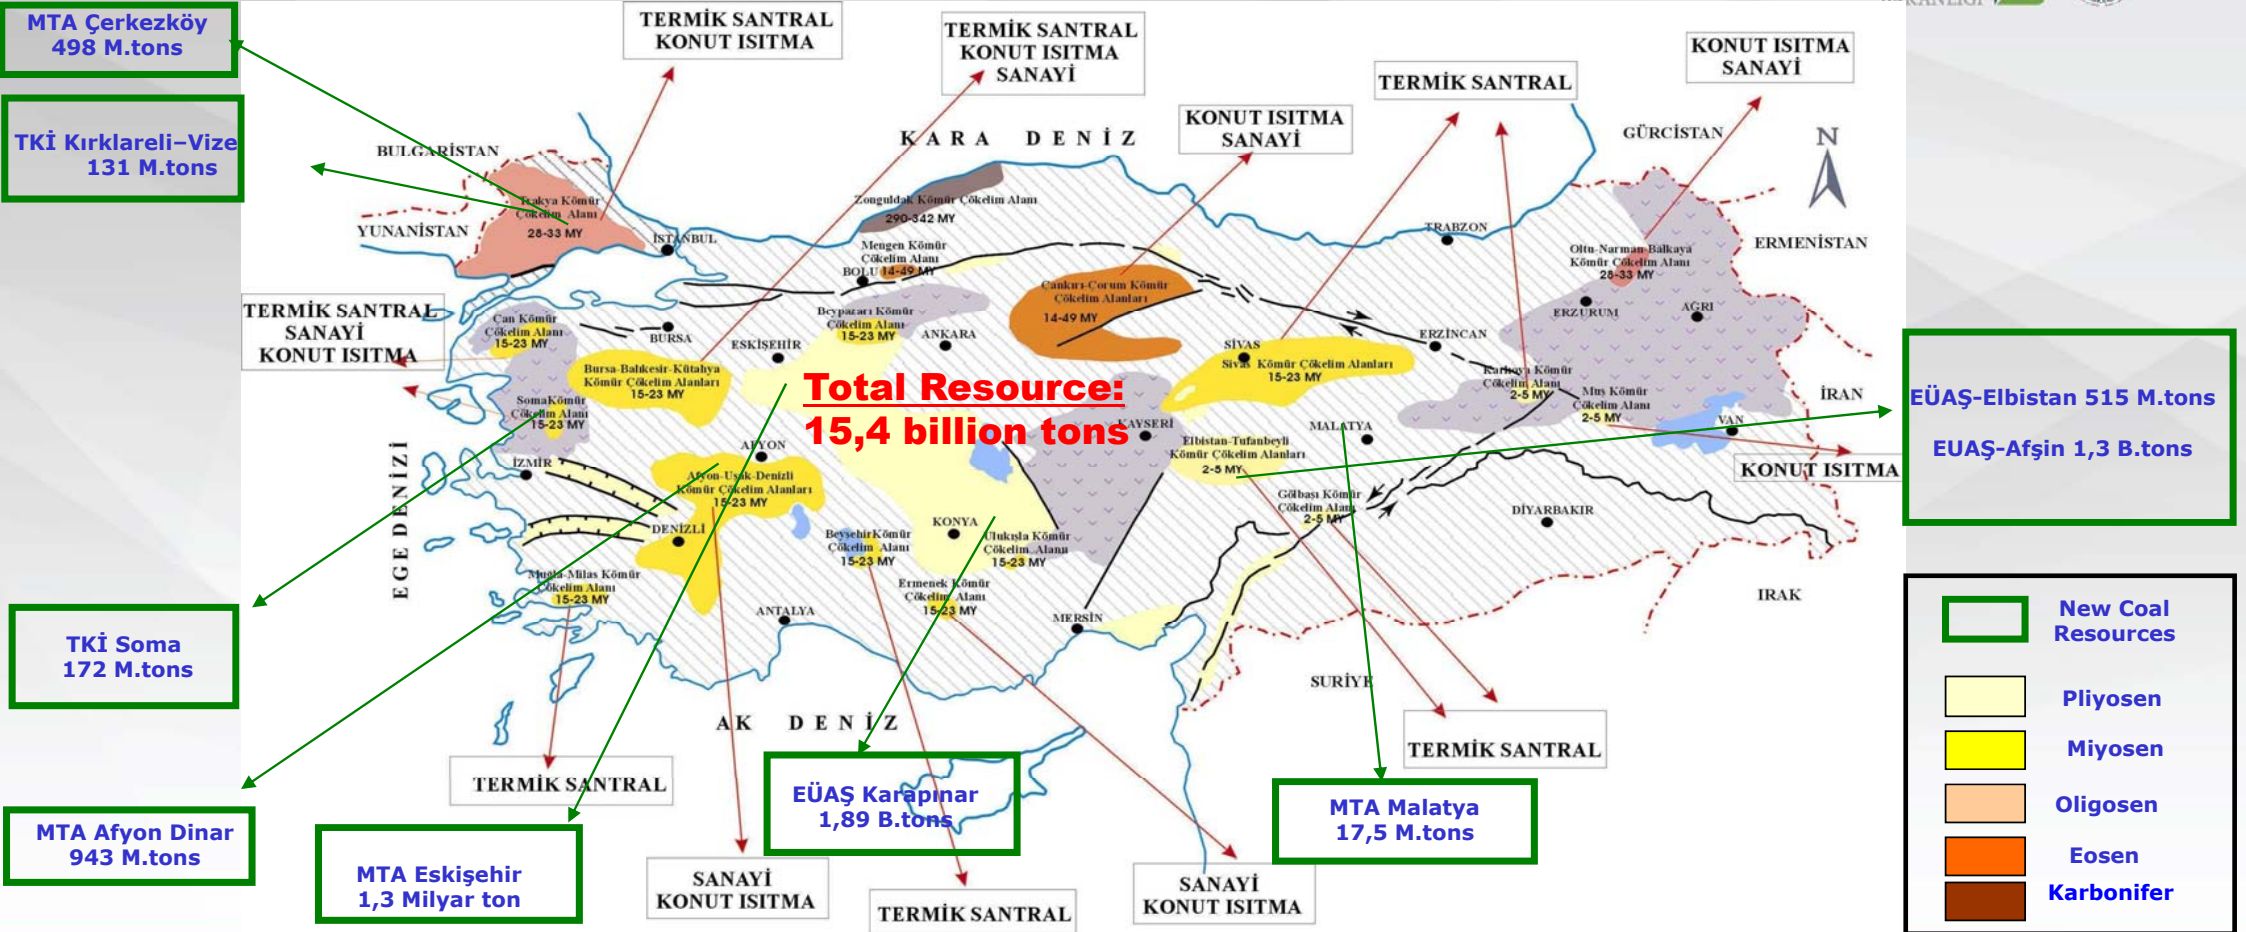 MTA Çerkezköy
498 M.tons
TKİ Kırklareli–Vize
131 M.tons
TERMİK SANTRAL
KONUT ISITMA
TERMİK SANTRAL
KONUT ISITMA
SANAYİ
KONUT ISITMA
SANAYİ
TERMİK SANTRAL
KONUT ISITMA
SANAYİ
BULGARİSTAN
KARA DENİZ
GÜRCİSTAN
N
Trakya Kömür
Çökelim Alanı
28-33 MY
YUNANİSTAN
İSTANBUL
Zonguldak Kömür Çökelim Alanı
290-342 MY
Mengen Kömür
Çökelim Alanı
BOLU 14-49 MY
TRABZON
Oltu-Narman-Balkaya
Kömür Çökelim Alanı
28-33 MY
ERMENİSTAN
TERMİK SANTRAL
SANAYİ
KONUT ISITMA
Çan Kömür
Çökelim Alanı
15-23 MY
BURSA
ESKİŞEHİR
Beypazarı Kömür
Çökelim Alanı
15-23 MY
ANKARA
Çankırı-Çorum Kömür
Çökelim Alanları
14-49 MY
ERZİNCAN
ERZURUM
AĞRI
Bursa-Balıkesir-Kütahya
Kömür Çökelim Alanları
15-23 MY
SİVAS
Sivas Kömür Çökelim Alanları
15-23 MY
Karlıova Kömür
Çökelim Alanı
2-5 MY
Muş Kömür
Çökelim Alanı
2-5 MY
VAN
İRAN
Total Resource:
15,4 billion tons
Soma Kömür
Çökelim Alanı
15-23 MY
İZMİR
AFYON
KAYSERİ
MALATYA
Elbistan-Tufanbeyli
Kömür Çökelim Alanları
2-5 MY
KONUT ISITMA
EÜAŞ-Elbistan 515 M.tons
EUAŞ-Afşin 1,3 B.tons
EGE DENİZİ
Afyon-Uşak-Denizli
Kömür Çökelim Alanları
15-23 MY
DENİZLİ
KONYA
Gölbaşı Kömür
Çökelim Alanı
2-5 MY
DİYARBAKIR
Beyşehir Kömür
Çökelim Alanı
15-23 MY
Ulukışla Kömür
Çökelim Alanı
15-23 MY
Muğla-Milas Kömür
Çökelim Alanı
15-23 MY
Ermenek Kömür
Çökelim Alanı
15-23 MY
ANTALYA
MERSİN
IRAK
SURİYE
AK DENİZ
TKİ Soma
172 M.tons
TERMİK SANTRAL
TERMİK SANTRAL
MTA Afyon Dinar
943 M.tons
MTA Eskişehir
1,3 Milyar ton
EÜAŞ Karapınar
1,89 B.tons
MTA Malatya
17,5 M.tons
SANAYİ
KONUT ISITMA
TERMİK SANTRAL
SANAYİ
KONUT ISITMA
New Coal
Resources
Pliyosen
Miyosen
Oligosen
Eosen
Karbonifer